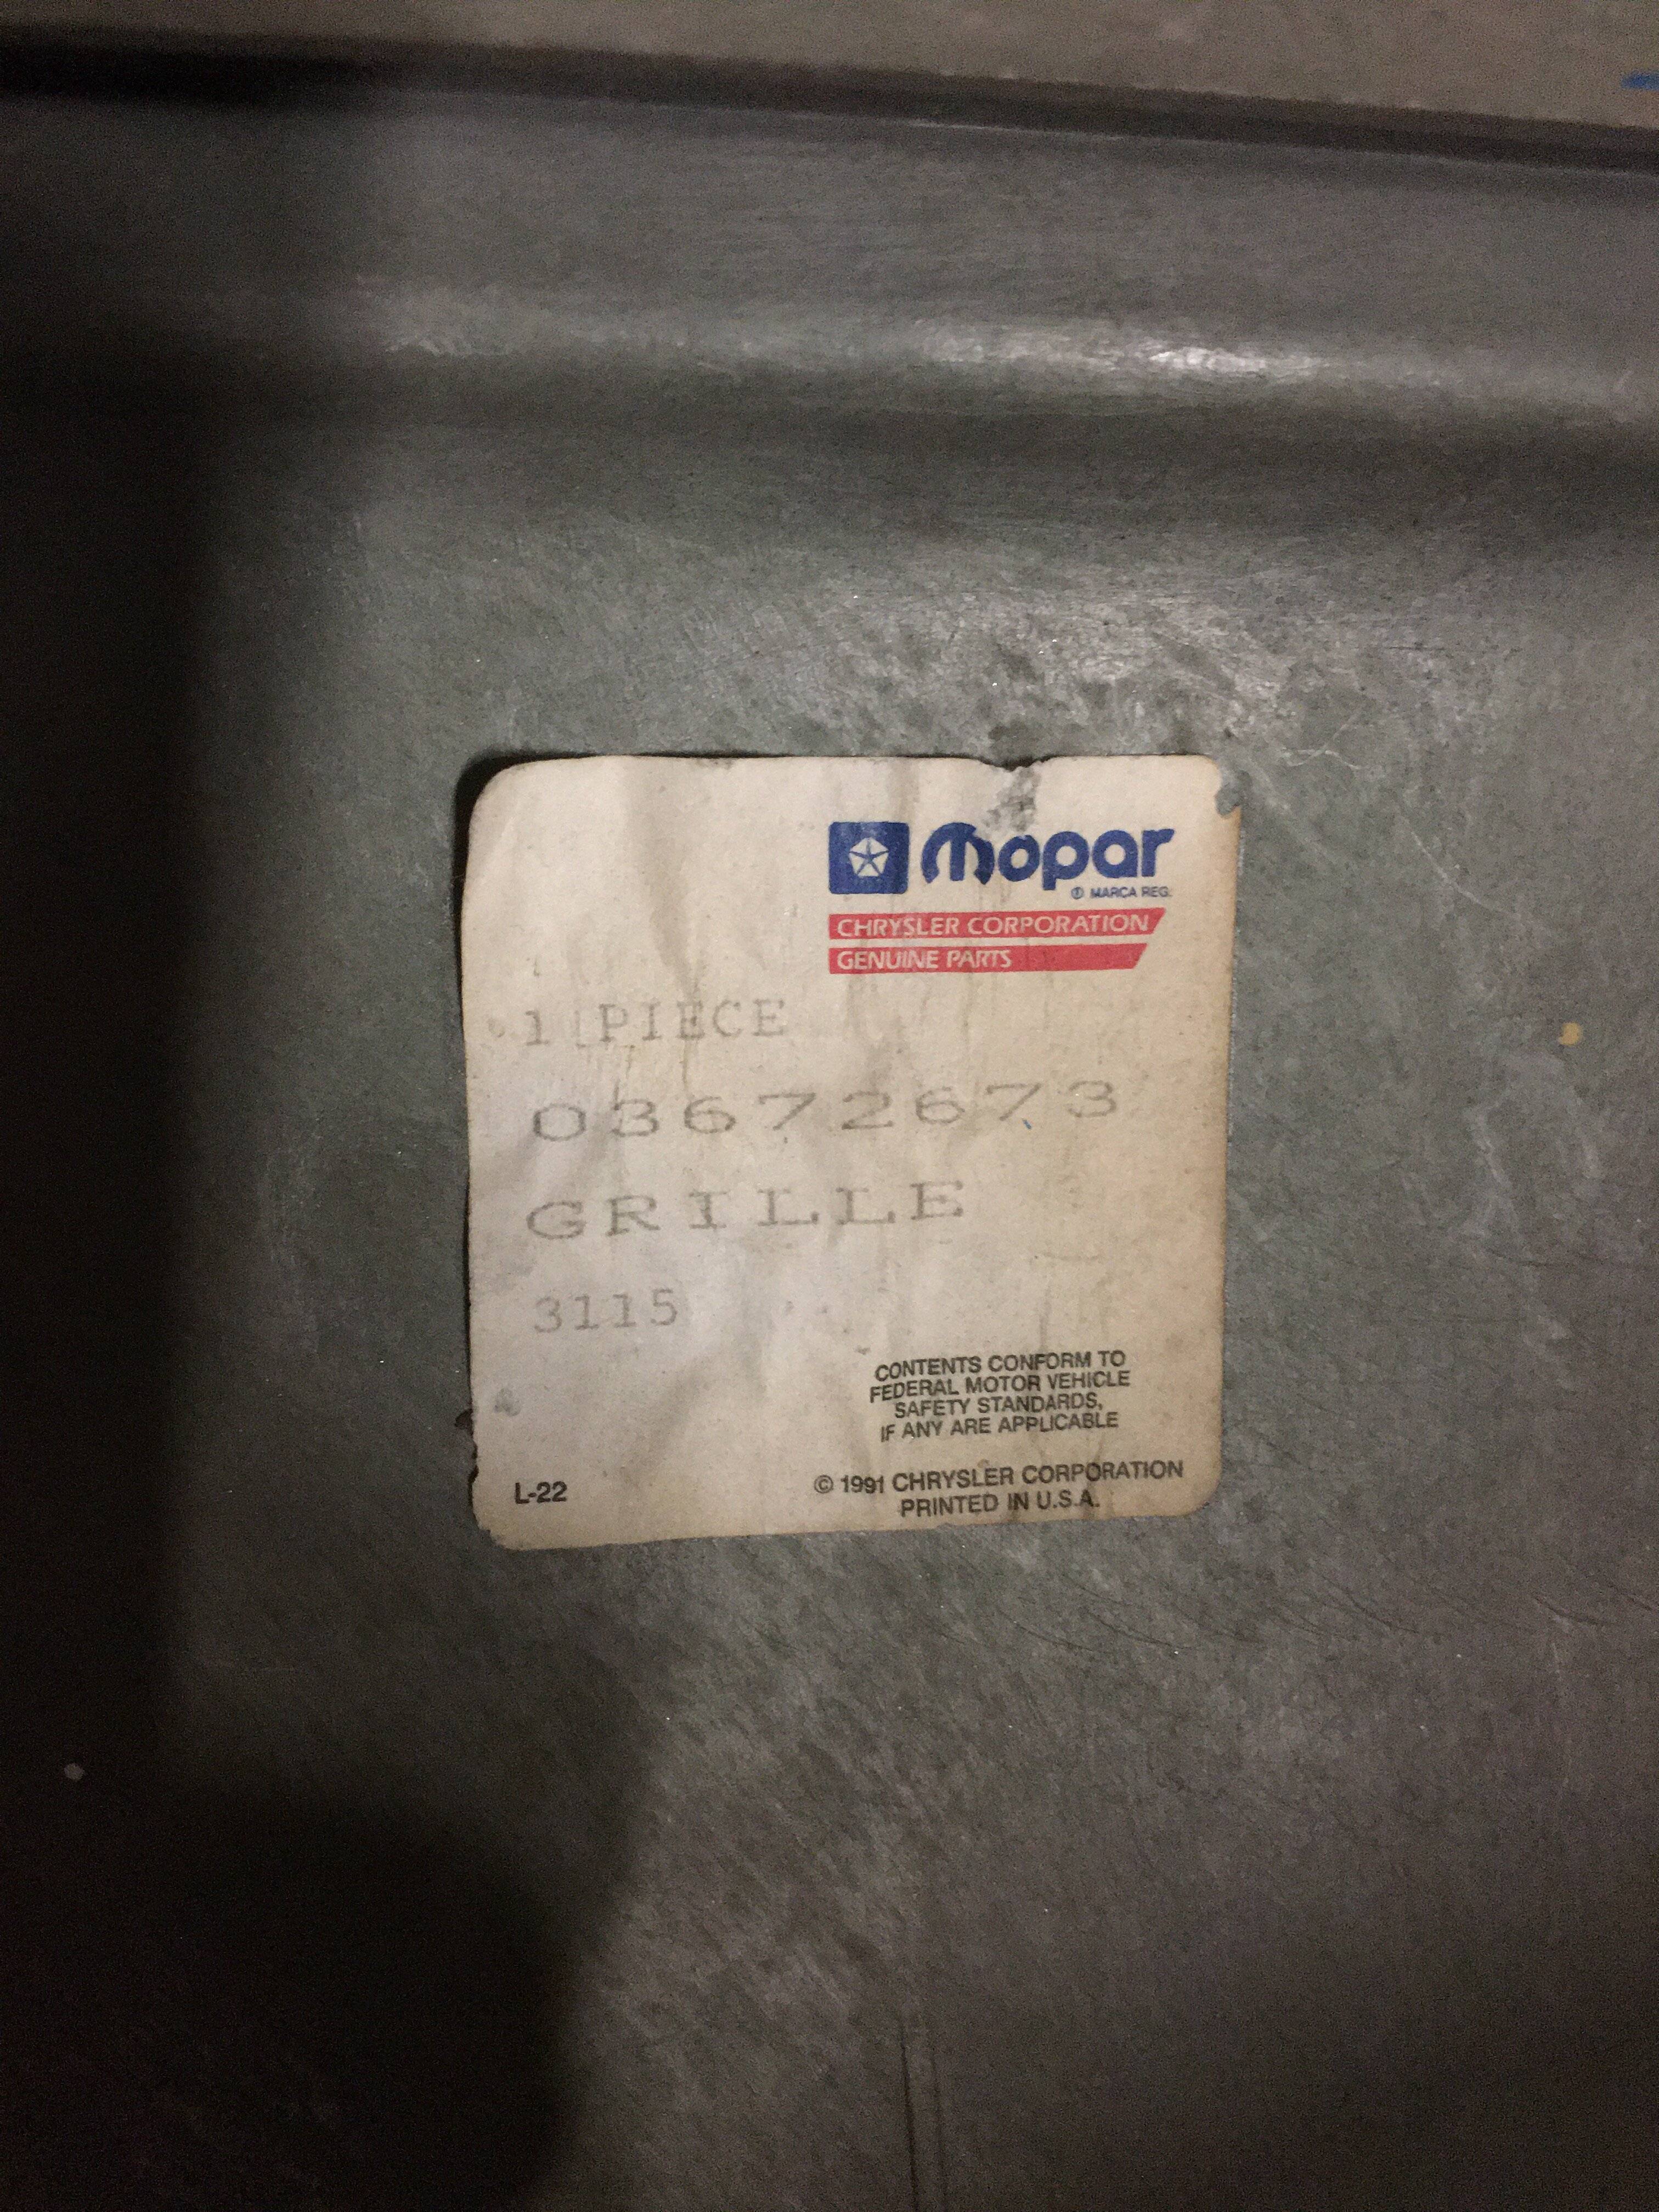 Mopar
® MARCA REG.
CHRYSLER CORPORATION
GENUINE PARTS
1 PIECE
03672673
GRILLE
3115
CONTENTS CONFORM TO
FEDERAL MOTOR VEHICLE
SAFETY STANDARDS,
IF ANY ARE APPLICABLE
L-22
© 1991 CHRYSLER CORPORATION
PRINTED IN U.S.A.